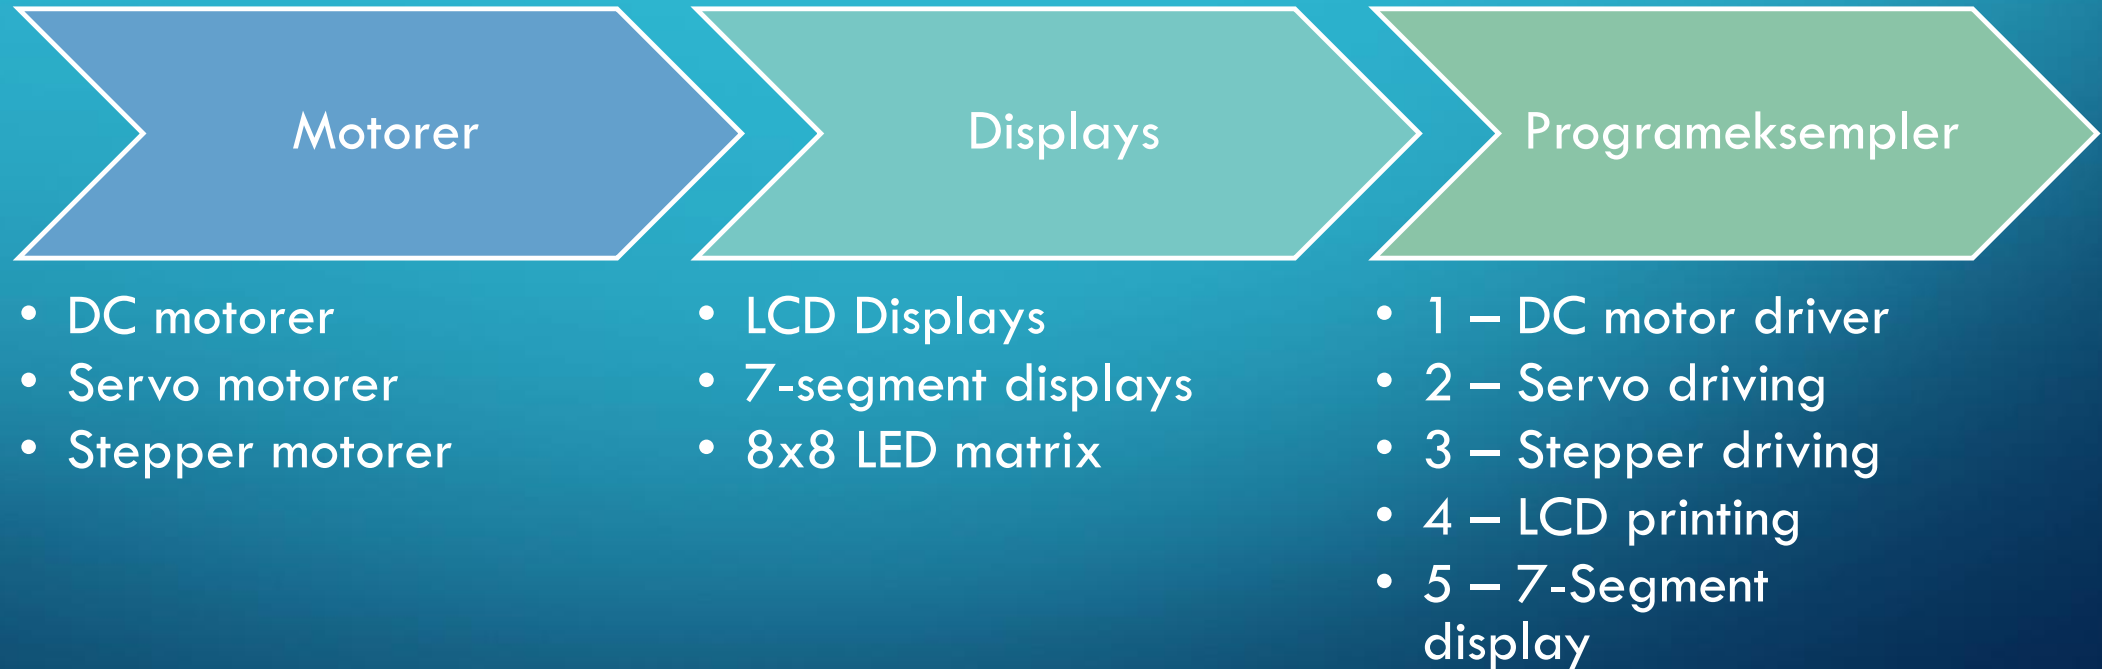 Motorer
• DC motorer
• Servo motorer
• Stepper motorer
Displays
• LCD Displays
• 7-segment displays
• 8x8 LED matrix
Programeksempler
• 1 – DC motor driver
• 2 – Servo driving
• 3 – Stepper driving
• 4 – LCD printing
• 5 – 7-Segment
display